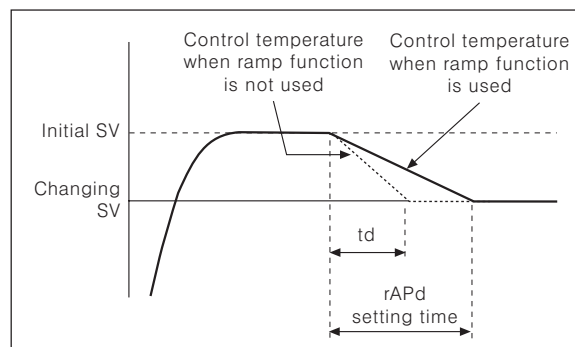 Control temperature
when ramp function
is not used
Control temperature
when ramp function
is used
Initial SV
Changing
SV
td
rAPd
setting time